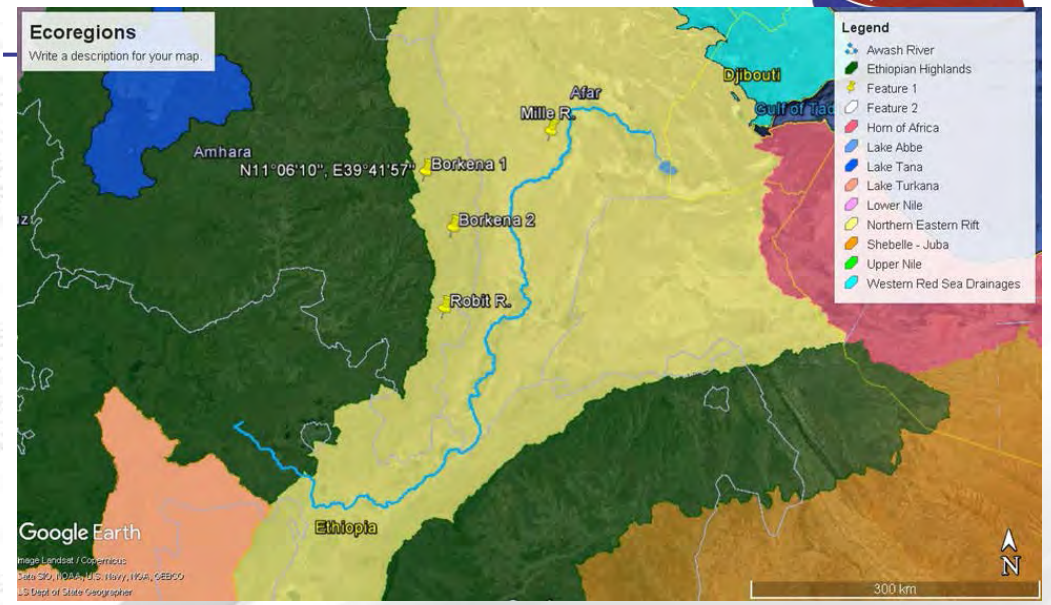 Ecoregions
Write a description for your map.
Legend
Awash River
Ethiopian Highlands
Feature 1
Feature 2
Horn of Africa
Lake Abbe
Lake Tana
Lake Turkana
Lower Nile
Northern Eastern Rift
Shebelle - Juba
Upper Nile
Western Red Sea Drainages
Djibouti
Gulf of Tad
Afar
Mille R.
Amhara
N11°06'10", E39°41'57"
Borkena 1
Borkena 2
Robit R.
Ethiopia
Google Earth
Image Landsat / Copernicus
Data SIO, NOAA, U.S. Navy, NGA, GEBCO
US Dept of State Geographer
N
300 km